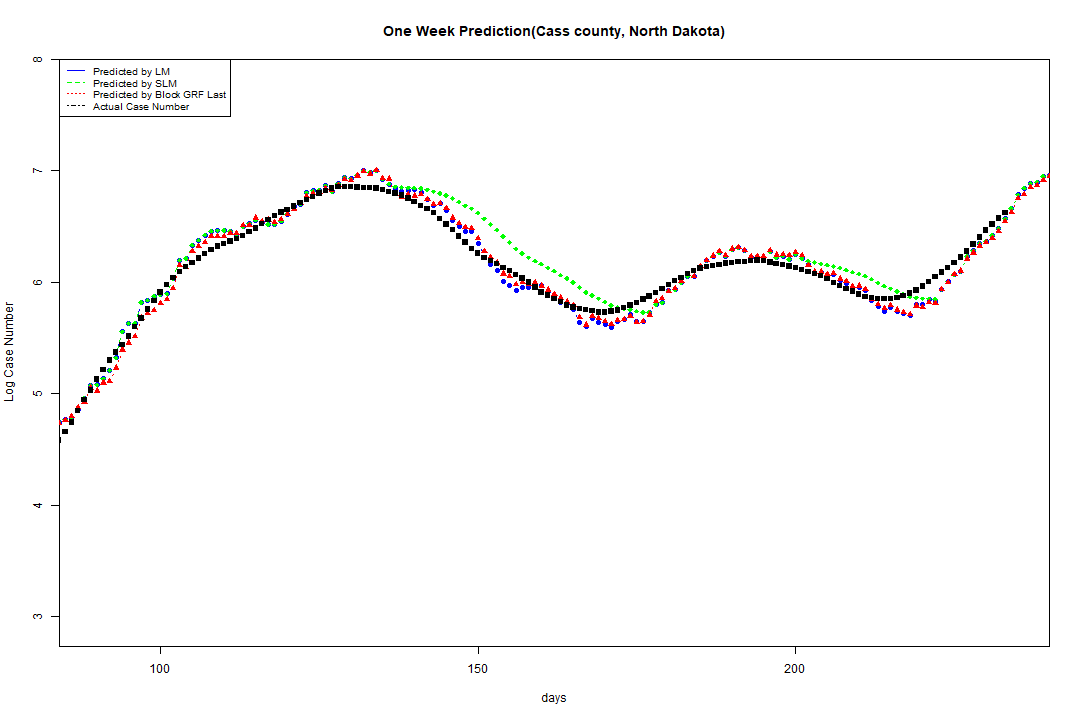 One Week Prediction(Cass county, North Dakota)
Predicted by LM
Predicted by SLM
Predicted by Block GRF Last
Actual Case Number
8
7
6
5
4
3
Log Case Number
100 150 200
days